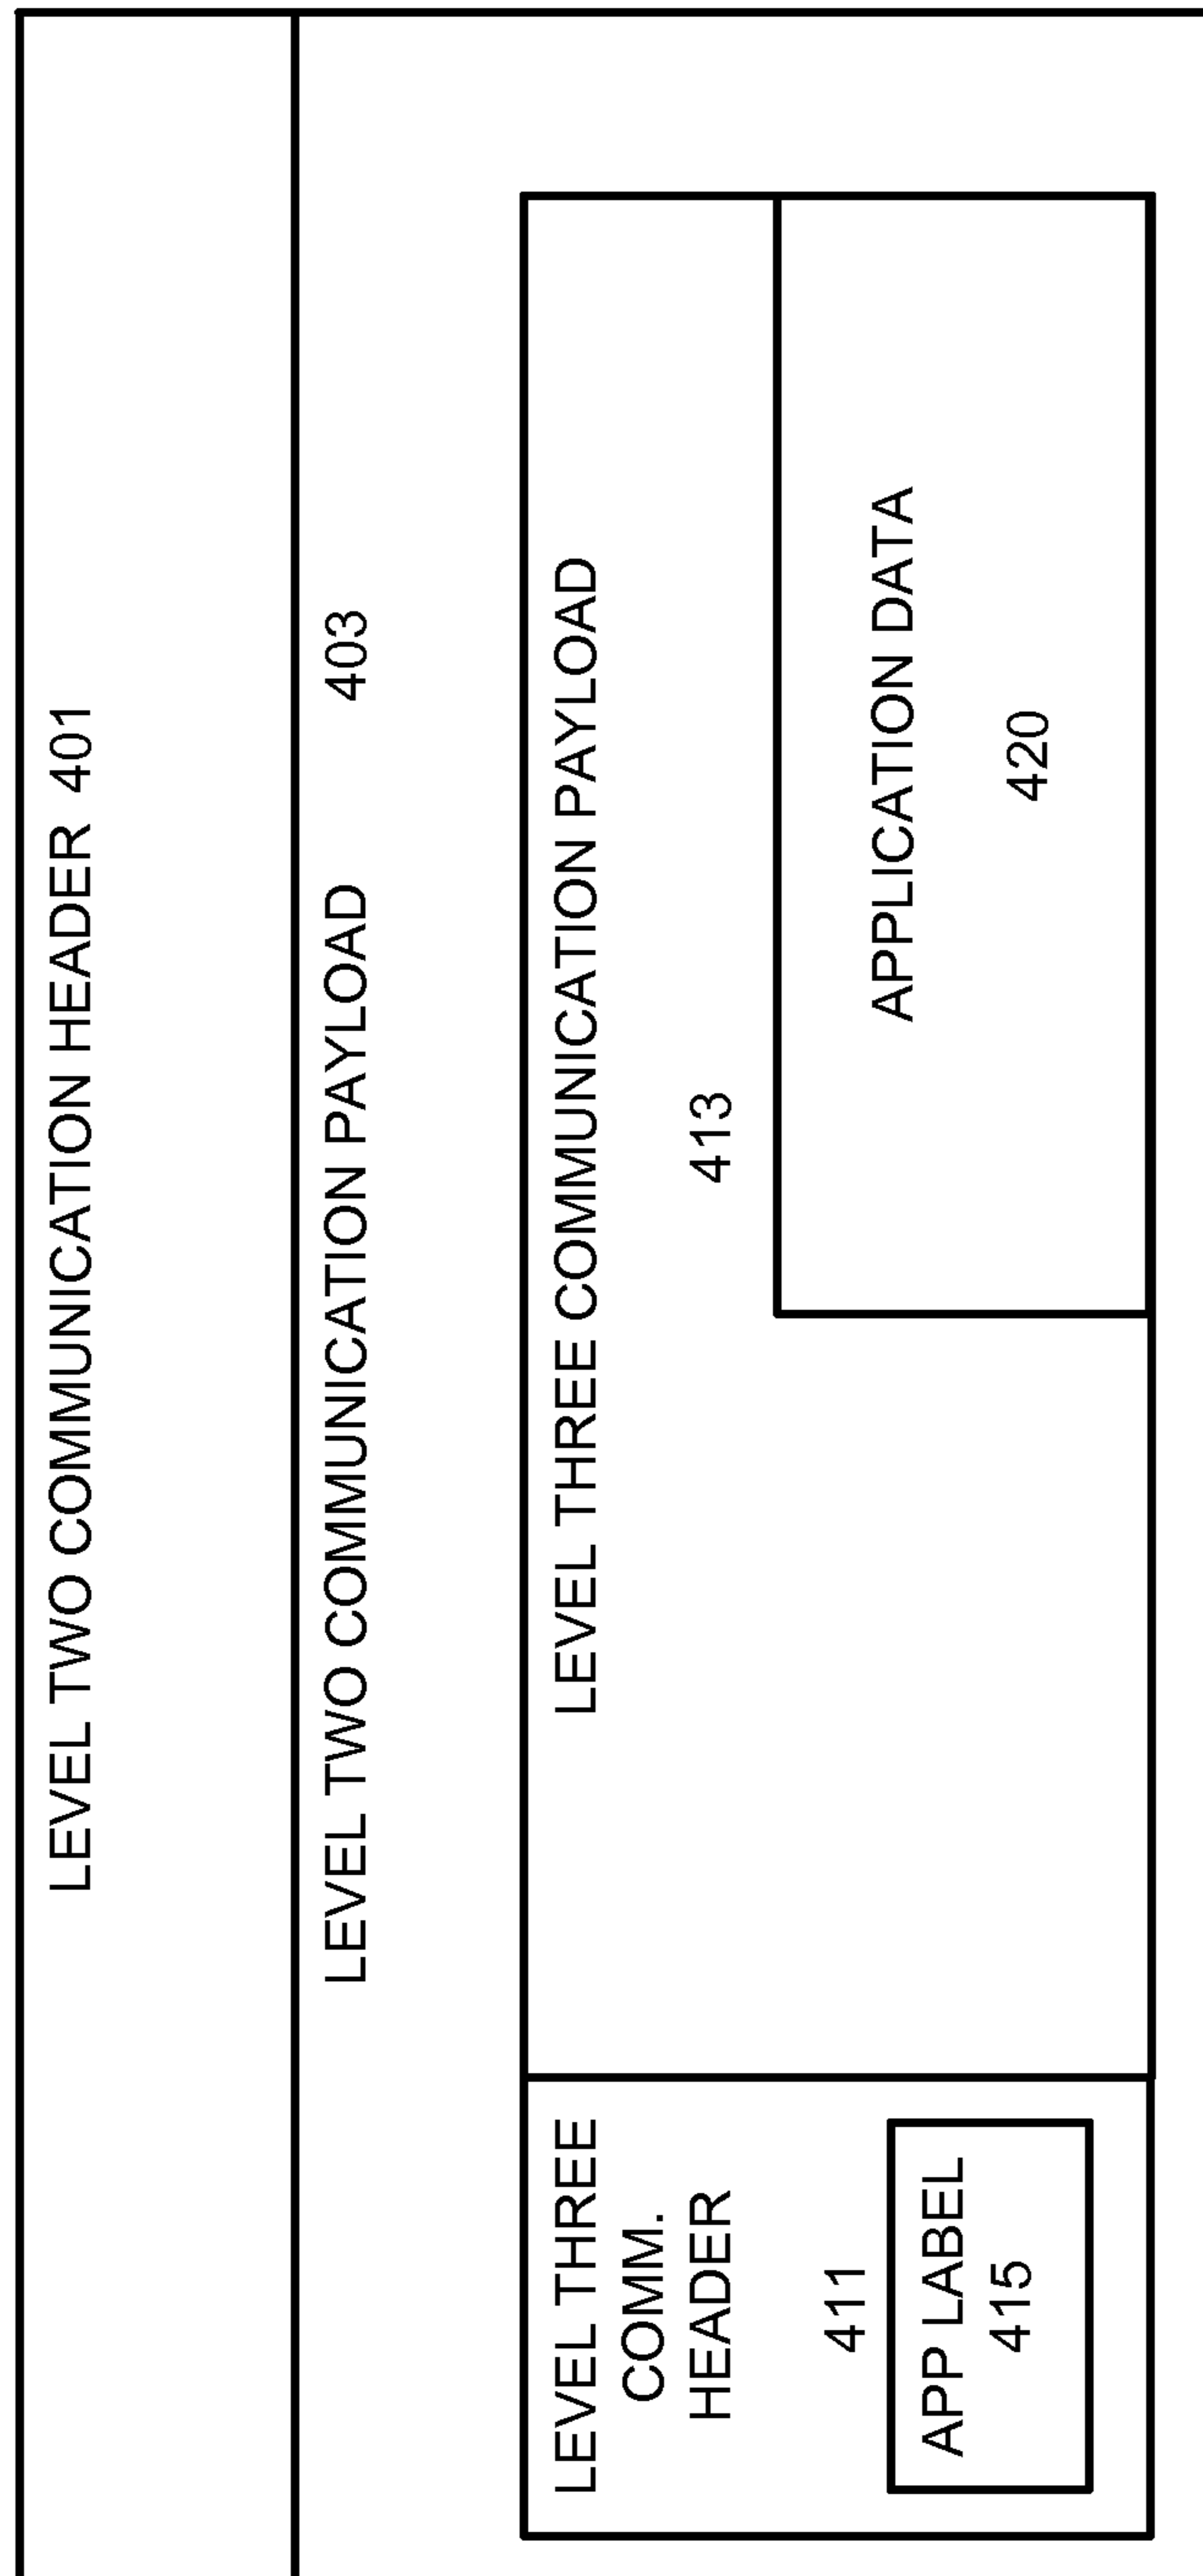 LEVEL TWO COMMUNICATION HEADER 401
LEVEL TWO COMMUNICATION PAYLOAD 403
LEVEL THREE
COMM.
HEADER
411
APP LABEL
415
LEVEL THREE COMMUNICATION PAYLOAD
413
APPLICATION DATA
420